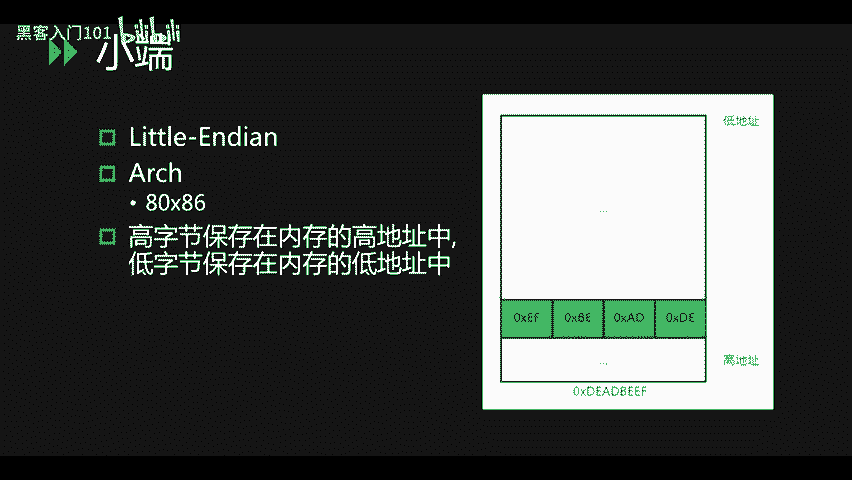 黑客入门101 bilibili
小端
Little-Endian
Arch
• 80x86
高字节保存在内存的高地址中,
低字节保存在内存的低地址中
低地址
...
0xEF 0xBE 0xAD 0xDE
...
高地址
0xDEADBEEF